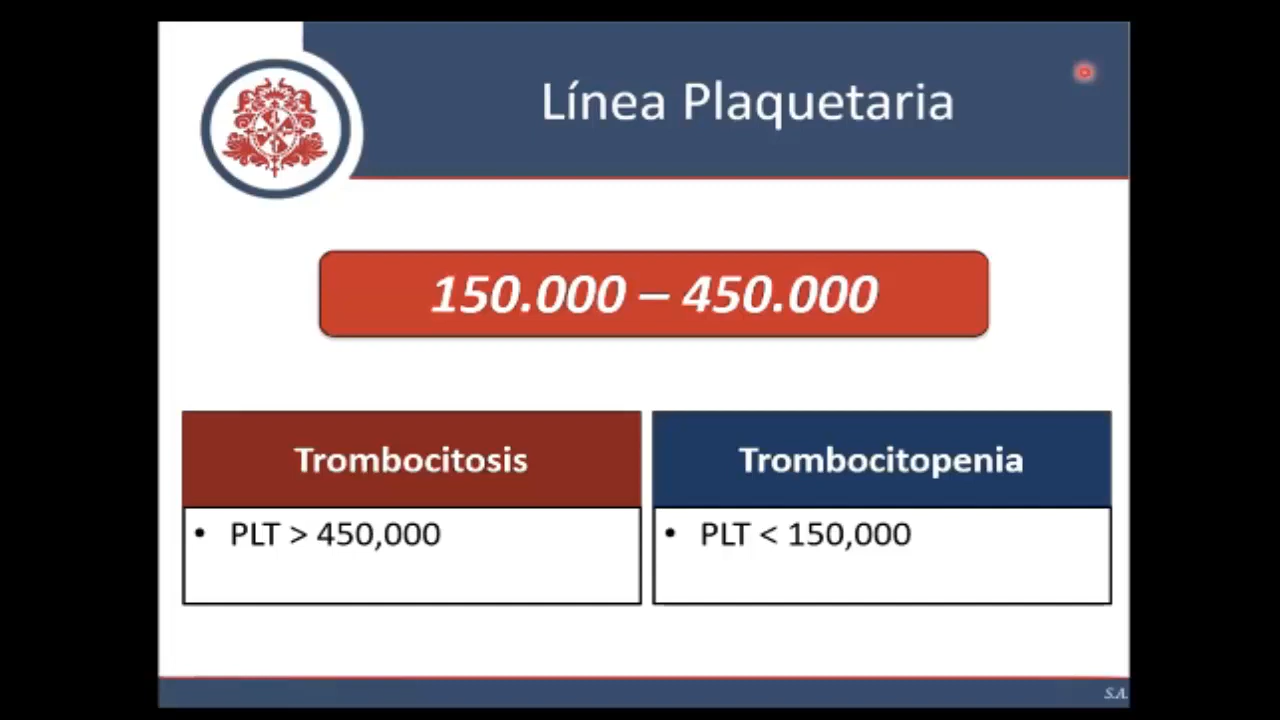 Línea Plaquetaria
150.000 – 450.000
Trombocitosis
• PLT > 450,000
Trombocitopenia
• PLT < 150,000
S.A.